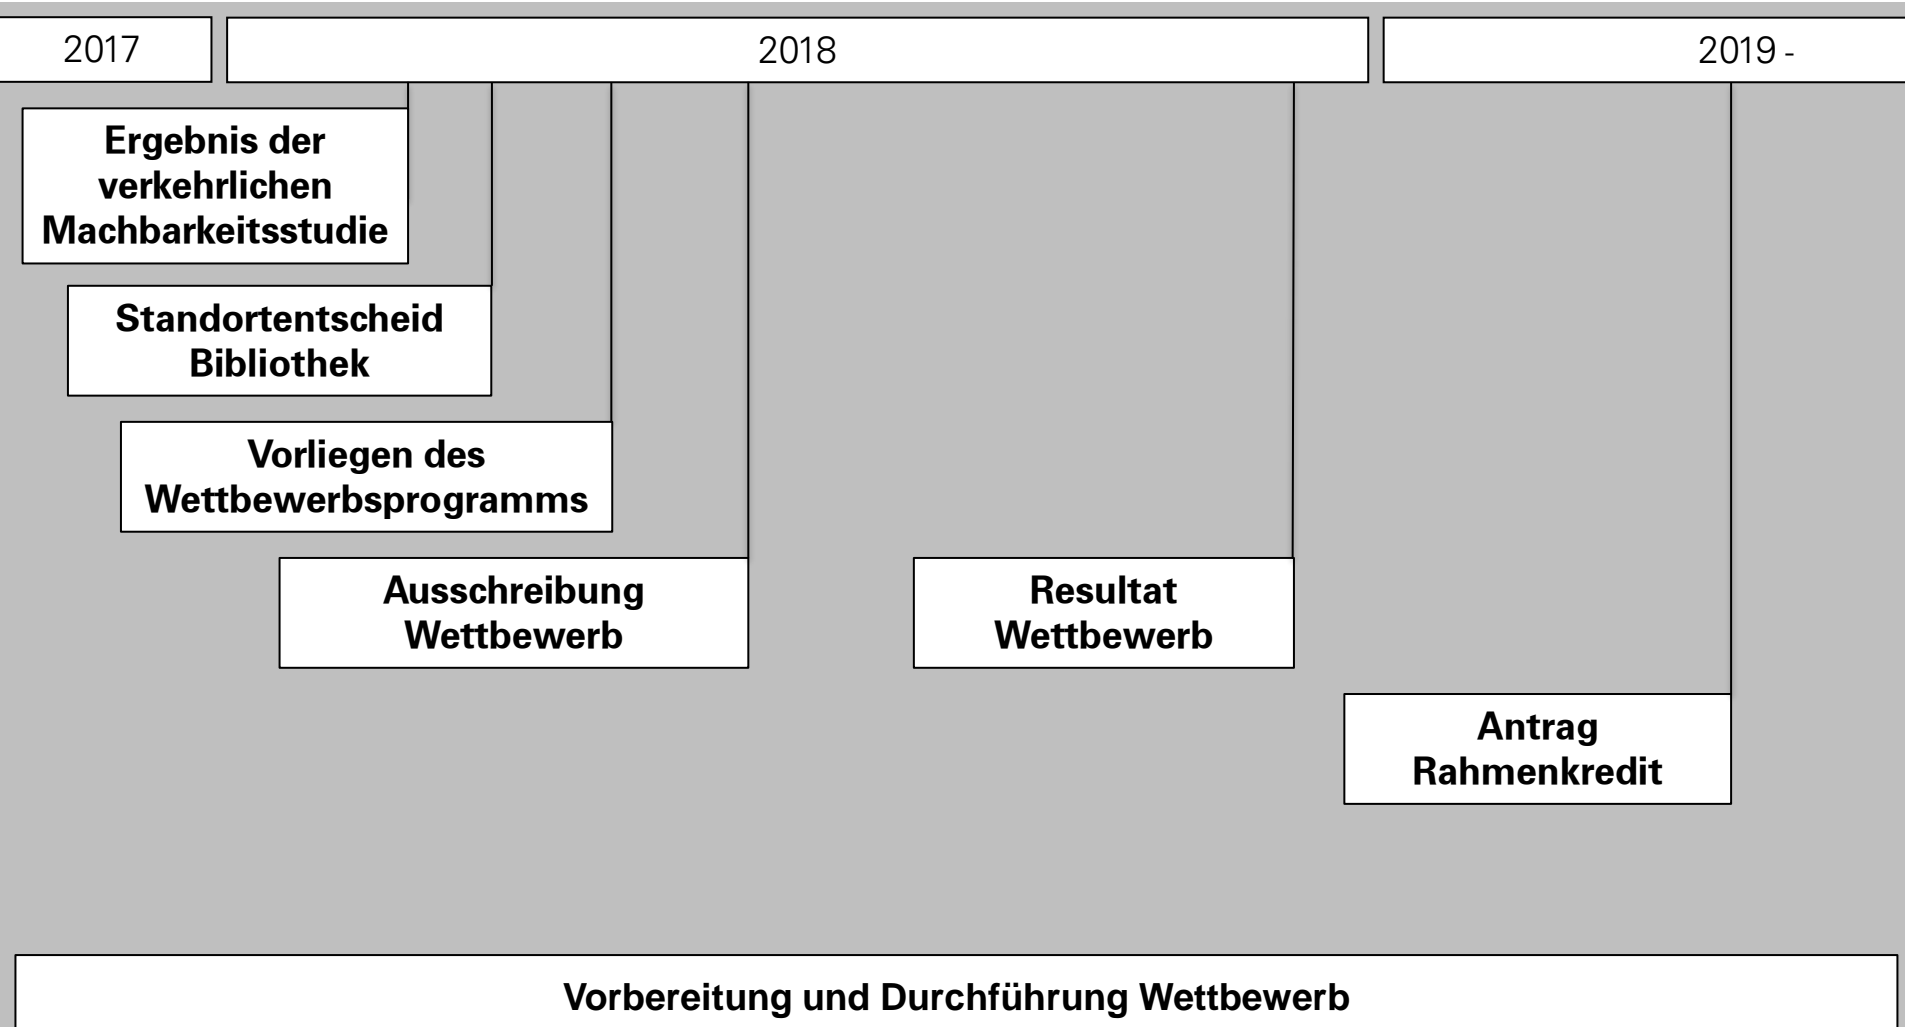 2017
2018
2019 -
Ergebnis der
verkehrlichen
Machbarkeitsstudie
Standortentscheid
Bibliothek
Vorliegen des
Wettbewerbsprogramms
Ausschreibung
Wettbewerb
Resultat
Wettbewerb
Antrag
Rahmenkredit
Vorbereitung und Durchführung Wettbewerb